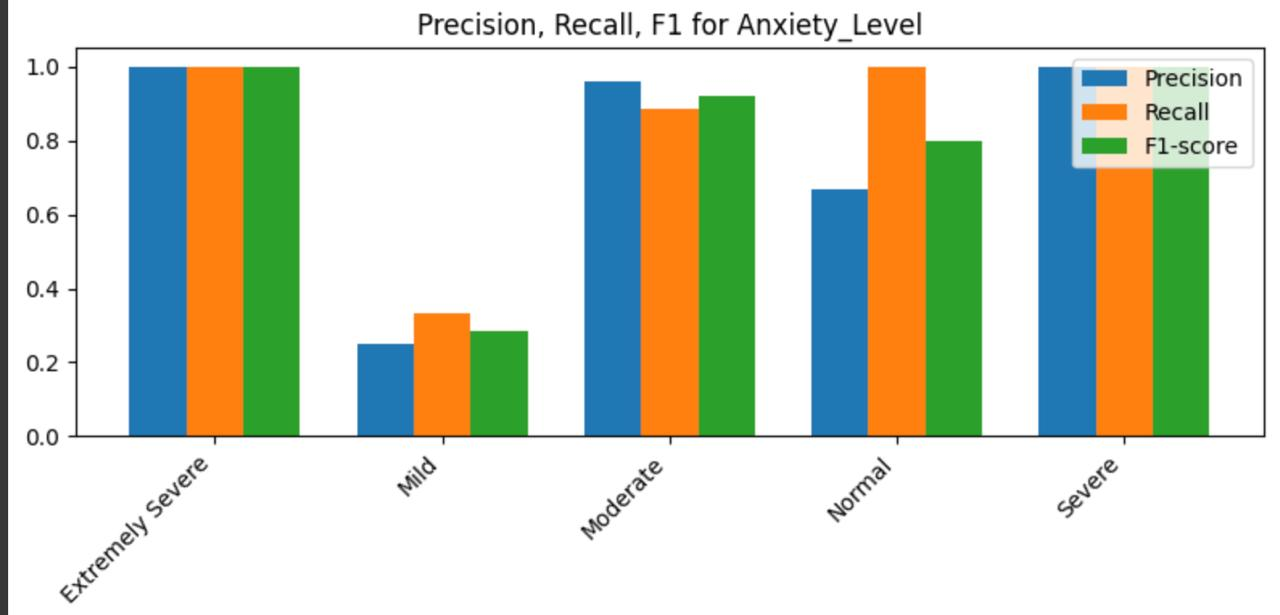 Precision, Recall, F1 for Anxiety_Level
1.0
0.8
0.6
0.4
0.2
0.0
Precision
Recall
F1-score
Extremely Severe
Mild
Moderate
Normal
Severe